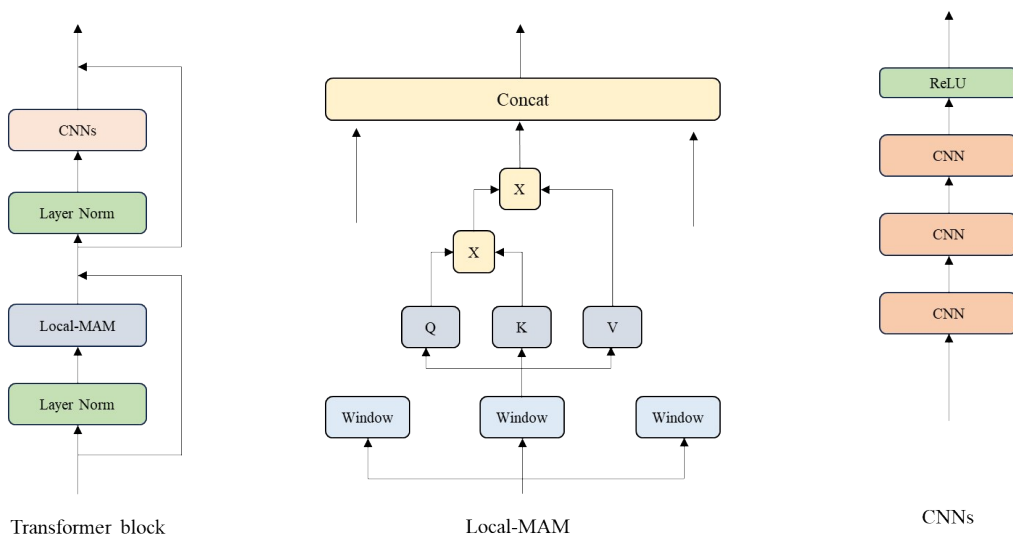 CNNs
Layer Norm
Local-MAM
Layer Norm
Transformer block
Concat
X
X
Q K V
Window Window Window
Local-MAM
ReLU
CNN
CNN
CNN
CNNs